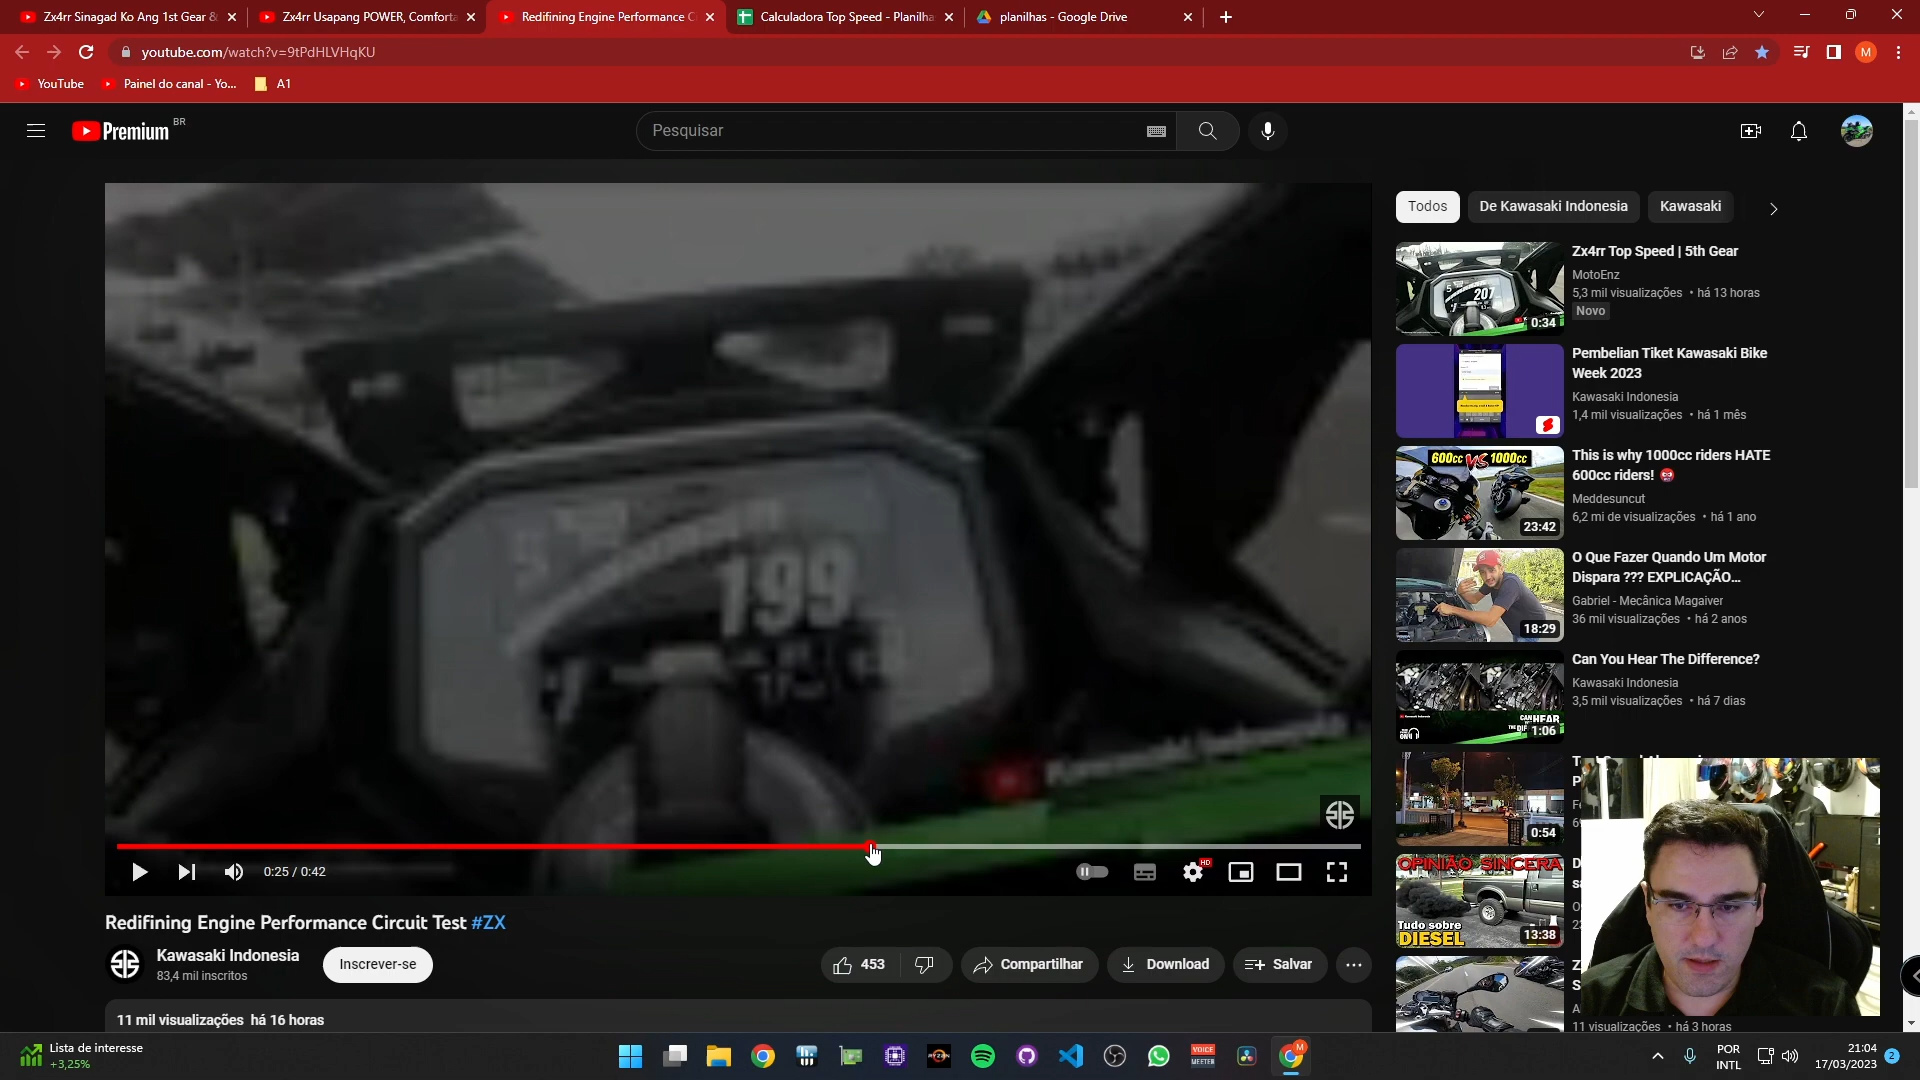 Zx4rr Sinagad Ko Ang 1st Gear &
Zx4rr Usapang POWER, Comforta
Redifining Engine Performance C
Calculadora Top Speed - Planilha
planilhas - Google Drive
youtube.com/watch?v=9tPdHLVHqKU
M
YouTube
Painel do canal - Yo...
A1
Premium BR
Pesquisar
Todos
De Kawasaki Indonesia
Kawasaki
5
199
Zx4rr Top Speed | 5th Gear
MotoEnz
5,3 mil visualizações • há 13 horas
Novo
5
207
0:34
Pembelian Tiket Kawasaki Bike
Week 2023
Kawasaki Indonesia
1,4 mil visualizações • há 1 mês
600cc VS 1000cc
23:42
This is why 1000cc riders HATE
600cc riders!
Meddesuncut
6,2 mi de visualizações • há 1 ano
18:29
O Que Fazer Quando Um Motor
Dispara ??? EXPLICAÇÃO...
Gabriel - Mecânica Magaiver
36 mil visualizações • há 2 anos
1:06
Can You Hear The Difference?
Kawasaki Indonesia
3,5 mil visualizações • há 7 dias
0:54
OPINIÃO SINCERA
Tudo sobre
DIESEL
13:38
11 visualizações • há 3 horas
0:25 / 0:42
HD
Redifining Engine Performance Circuit Test #ZX
Kawasaki Indonesia
83,4 mil inscritos
Inscrever-se
453
Compartilhar
Download
Salvar
11 mil visualizações há 16 horas
Lista de interesse
+3,25%
RYZEN
VOICE
MEETER
M
POR
INTL
21:04
17/03/2023
2